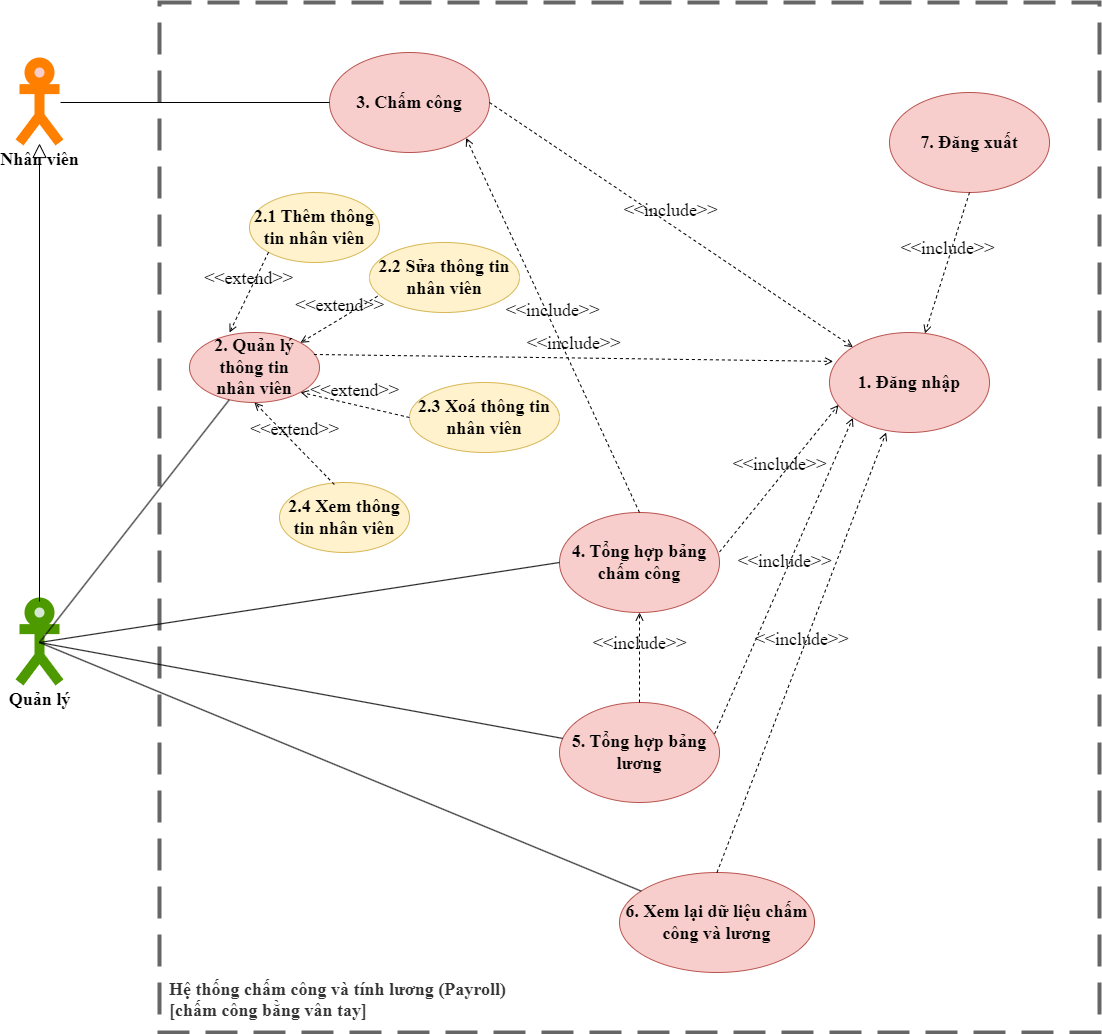 3. Chấm công
7. Đăng xuất
Nhân viên
2.1 Thêm thông
tin nhân viên
<<include>>
<<include>>
2.2 Sửa thông tin
nhân viên
<<extend>>
<<extend>>
<<include>>
2. Quản lý
thông tin
nhân viên
<<include>>
1. Đăng nhập
<<extend>>
2.3 Xoá thông tin
nhân viên
<<extend>>
<<include>>
2.4 Xem thông
tin nhân viên
4. Tổng hợp bảng
chấm công
<<include>>
<<include>>
<<include>>
Quản lý
5. Tổng hợp bảng
lương
6. Xem lại dữ liệu chấm
công và lương
Hệ thống chấm công và tính lương (Payroll)
[chấm công bằng vân tay]